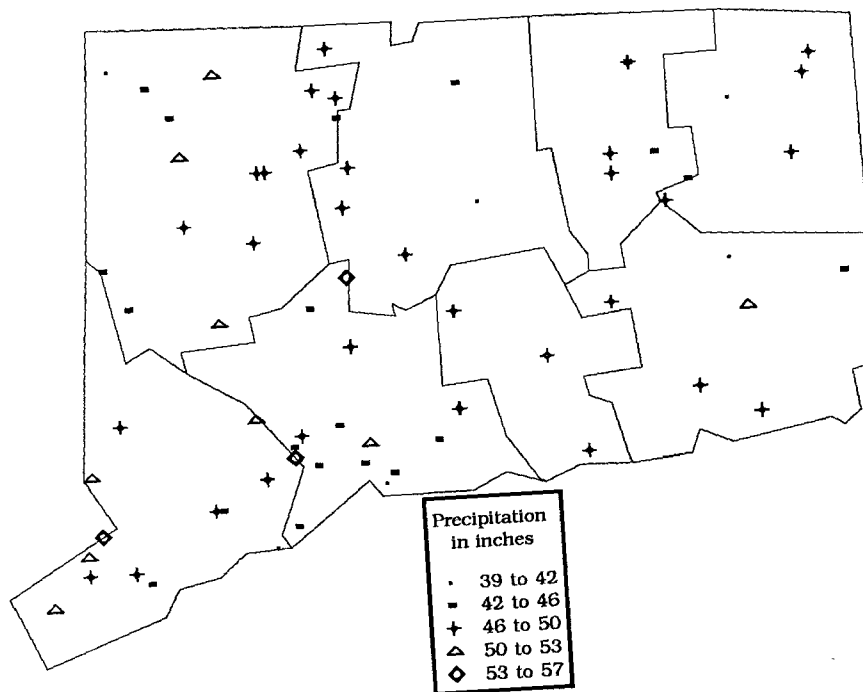 Precipitation
in inches
39 to 42
42 to 46
46 to 50
50 to 53
53 to 57